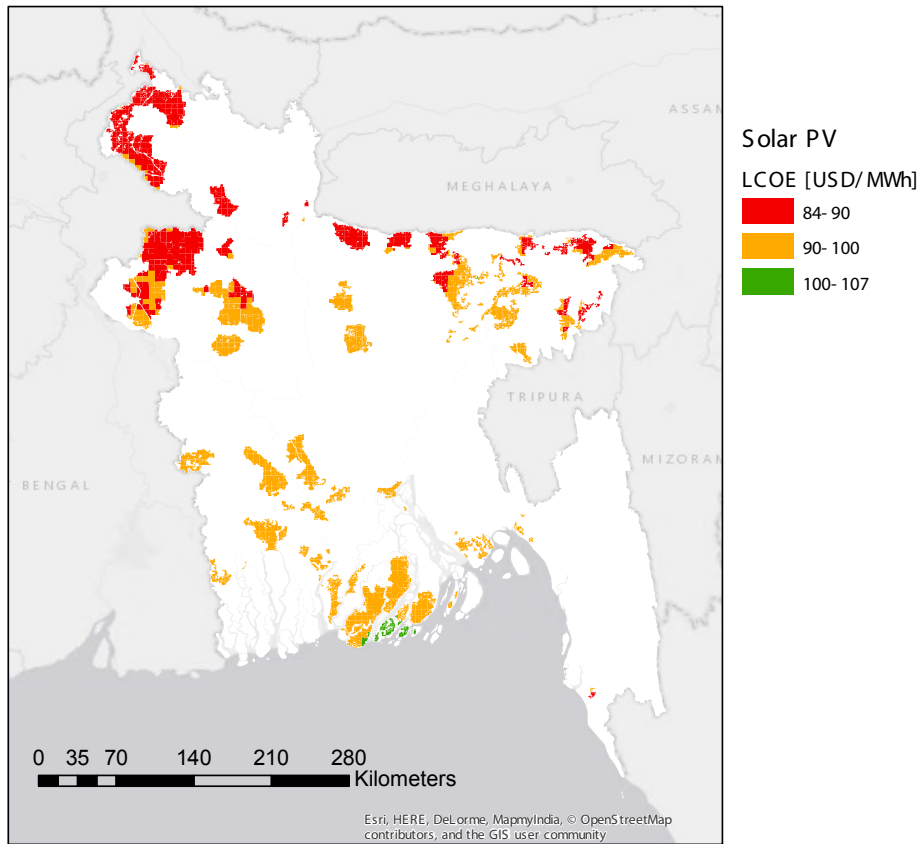 ASSAM
MEGHALAYA
TRIPURA
MIZORAM
BENGAL
Solar PV
LCOE [USD/MWh]
84-90
90-100
100-107
0 35 70 140 210 280
Kilometers
Esri, HERE, DeLorme, MapmyIndia, © OpenStreetMap
contributors, and the GIS user community